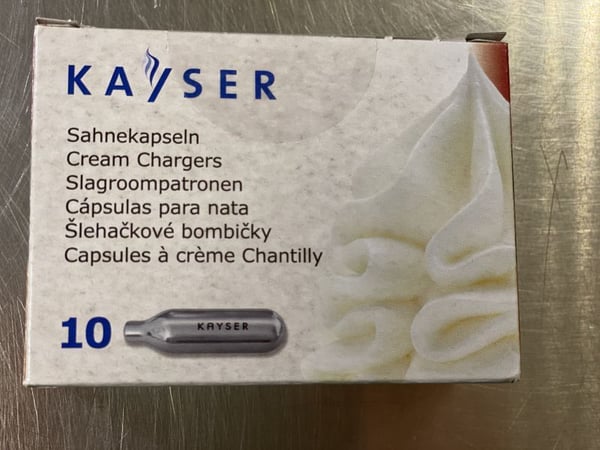 KAYSER
Sahnekapseln
Cream Chargers
Slagroompatronen
Cápsulas para nata
Šlehačkové bombičky
Capsules à crème Chantilly
10
KAYSER